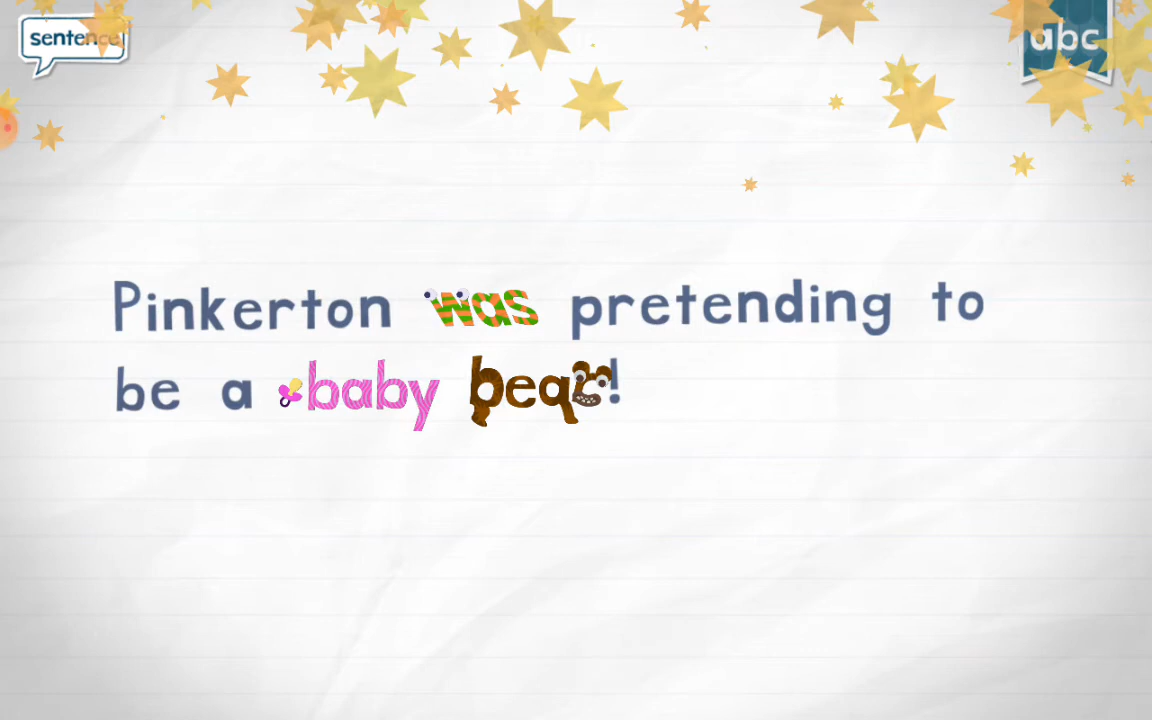 sentence
abc
Pinkerton was pretending to
be a baby bear!